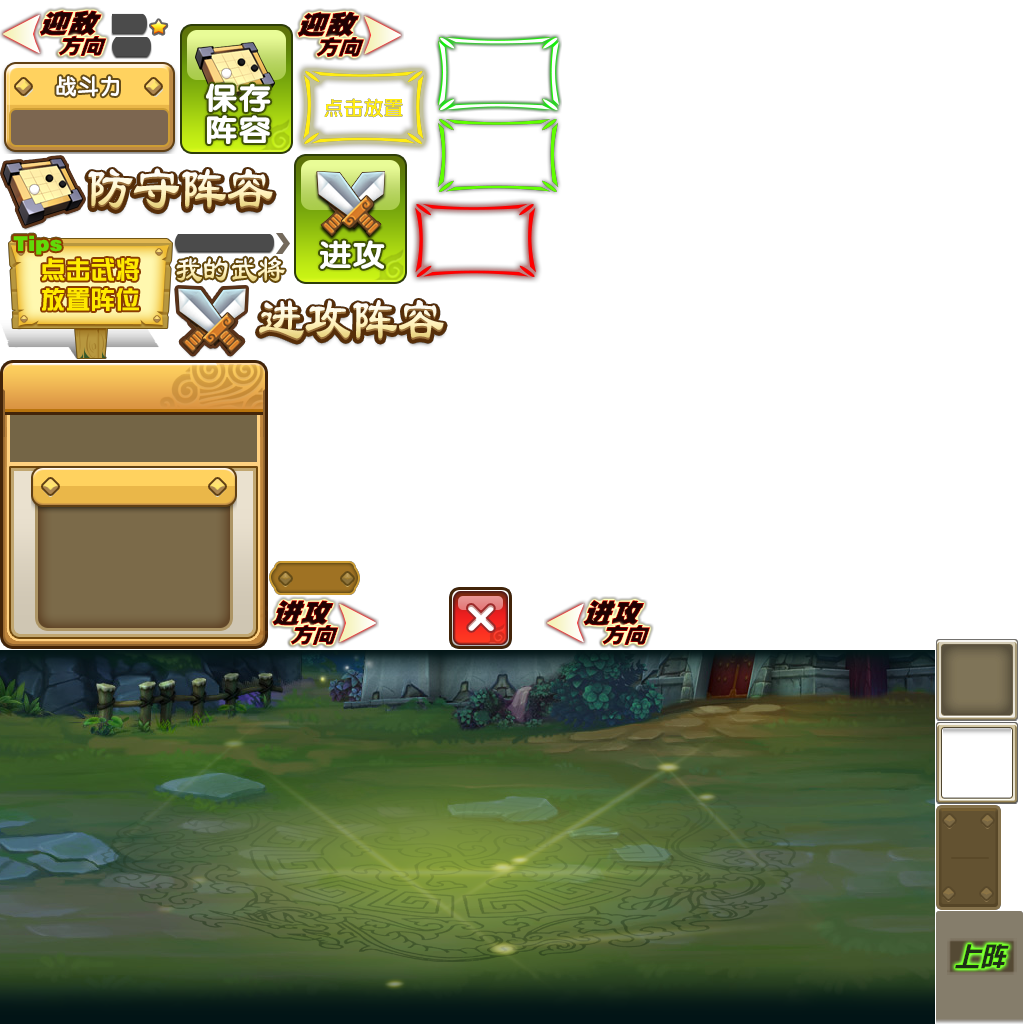 迎敌
方向
迎敌
方向
战斗力
保存
阵容
点击放置
防守阵容
进攻
Tips
点击武将
放置阵位
我的武将
进攻阵容
进攻
方向
进攻
方向
上阵